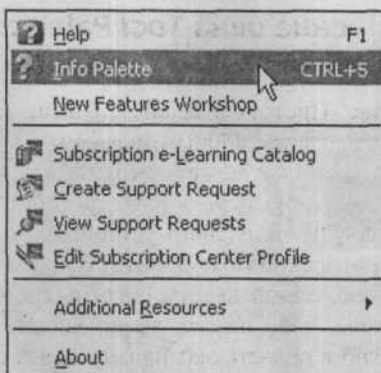 Help F1
Info Palette CTRL+5
New Features Workshop
Subscription e-Learning Catalog
Create Support Request
View Support Requests
Edit Subscription Center Profile
Additional Resources
About